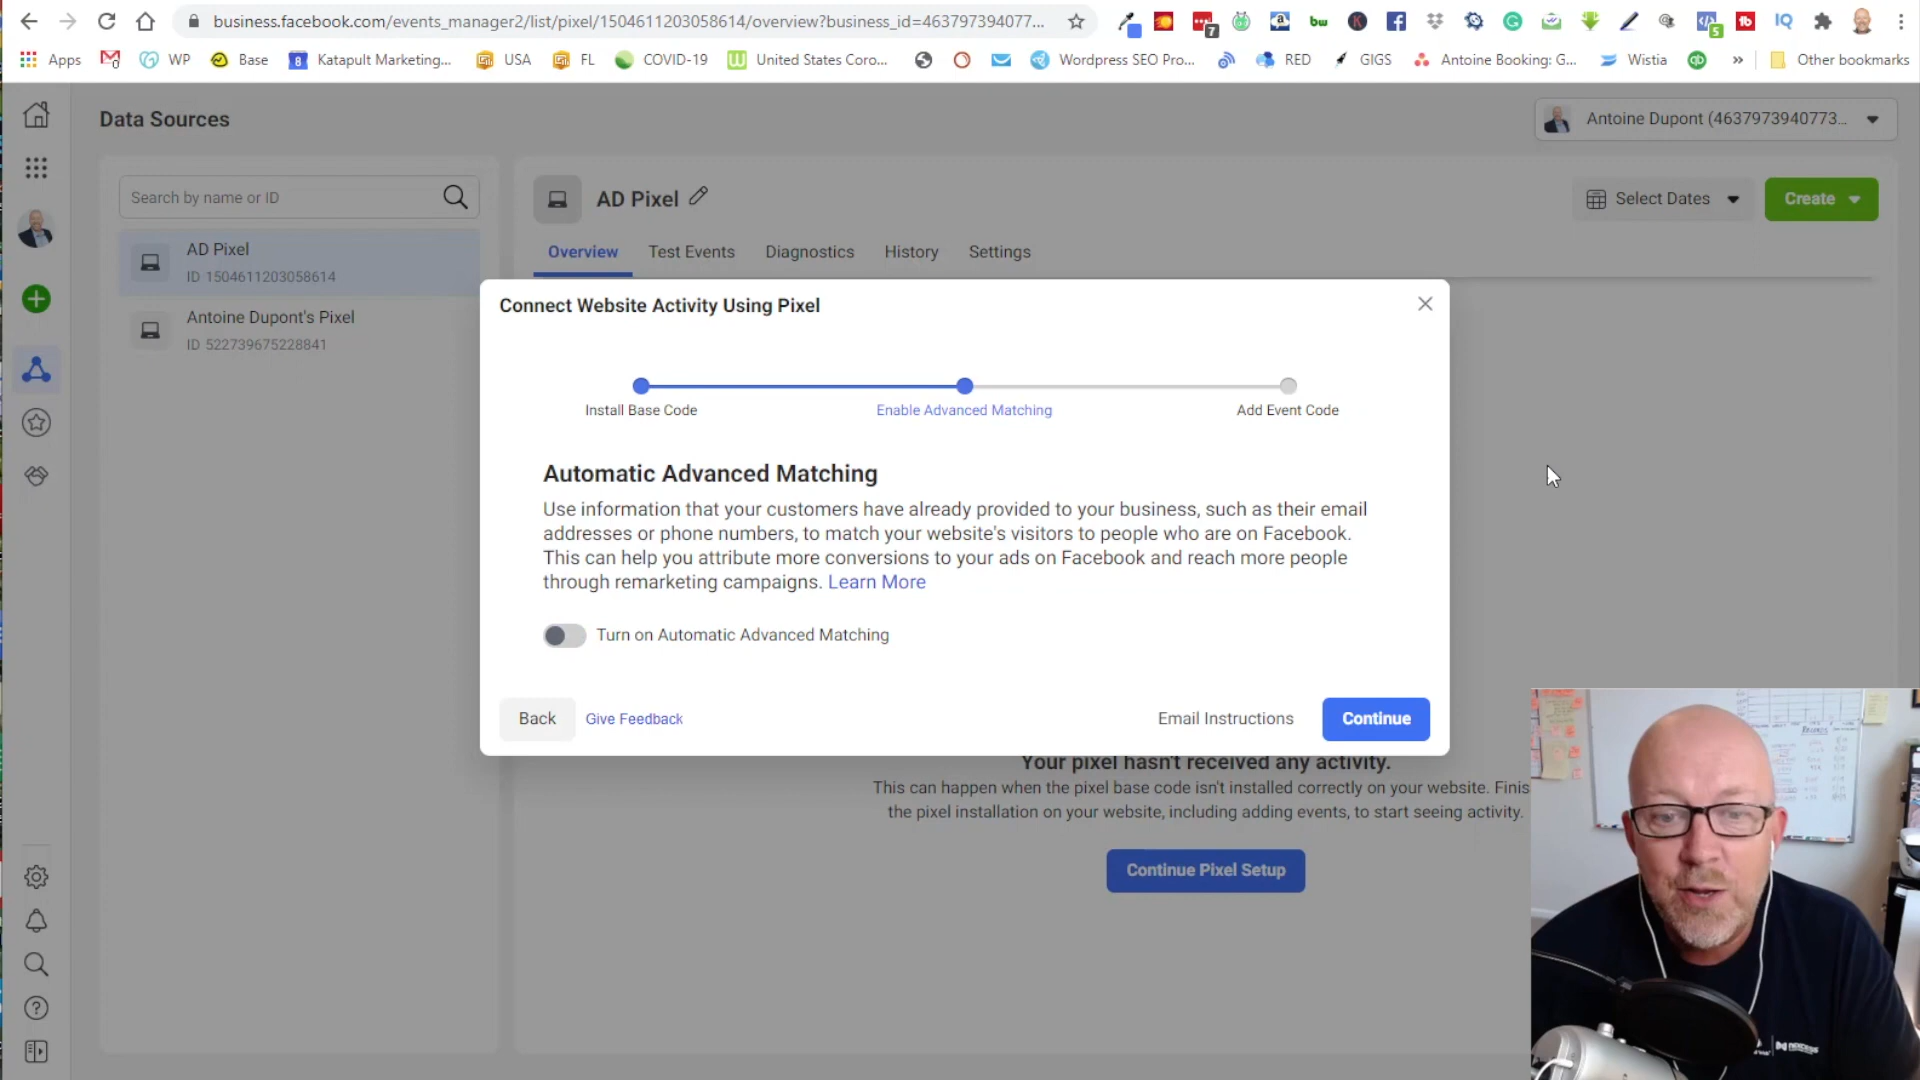 business.facebook.com/events_manager2/list/pixel/1504611203058614/overview?business_id=463797394077...
Apps
WP
Base
Katapult Marketing...
USA
FL
COVID-19
United States Coro...
Wordpress SEO Pro...
RED
GIGS
Antoine Booking: G...
Wistia
»
Other bookmarks
Data Sources
Antoine Dupont (4637973940773...
Search by name or ID
AD Pixel
ID 1504611203058614
Antoine Dupont's Pixel
ID 522739675228841
AD Pixel
Select Dates
Create
Overview
Test Events
Diagnostics
History
Settings
Connect Website Activity Using Pixel
Install Base Code
Enable Advanced Matching
Add Event Code
Automatic Advanced Matching
Use information that your customers have already provided to your business, such as their email
addresses or phone numbers, to match your website's visitors to people who are on Facebook.
This can help you attribute more conversions to your ads on Facebook and reach more people
through remarketing campaigns. Learn More
Turn on Automatic Advanced Matching
Back
Give Feedback
Email Instructions
Continue
Your pixel hasn't received any activity.
This can happen when the pixel base code isn't installed correctly on your website. Finis
the pixel installation on your website, including adding events, to start seeing activity.
Continue Pixel Setup